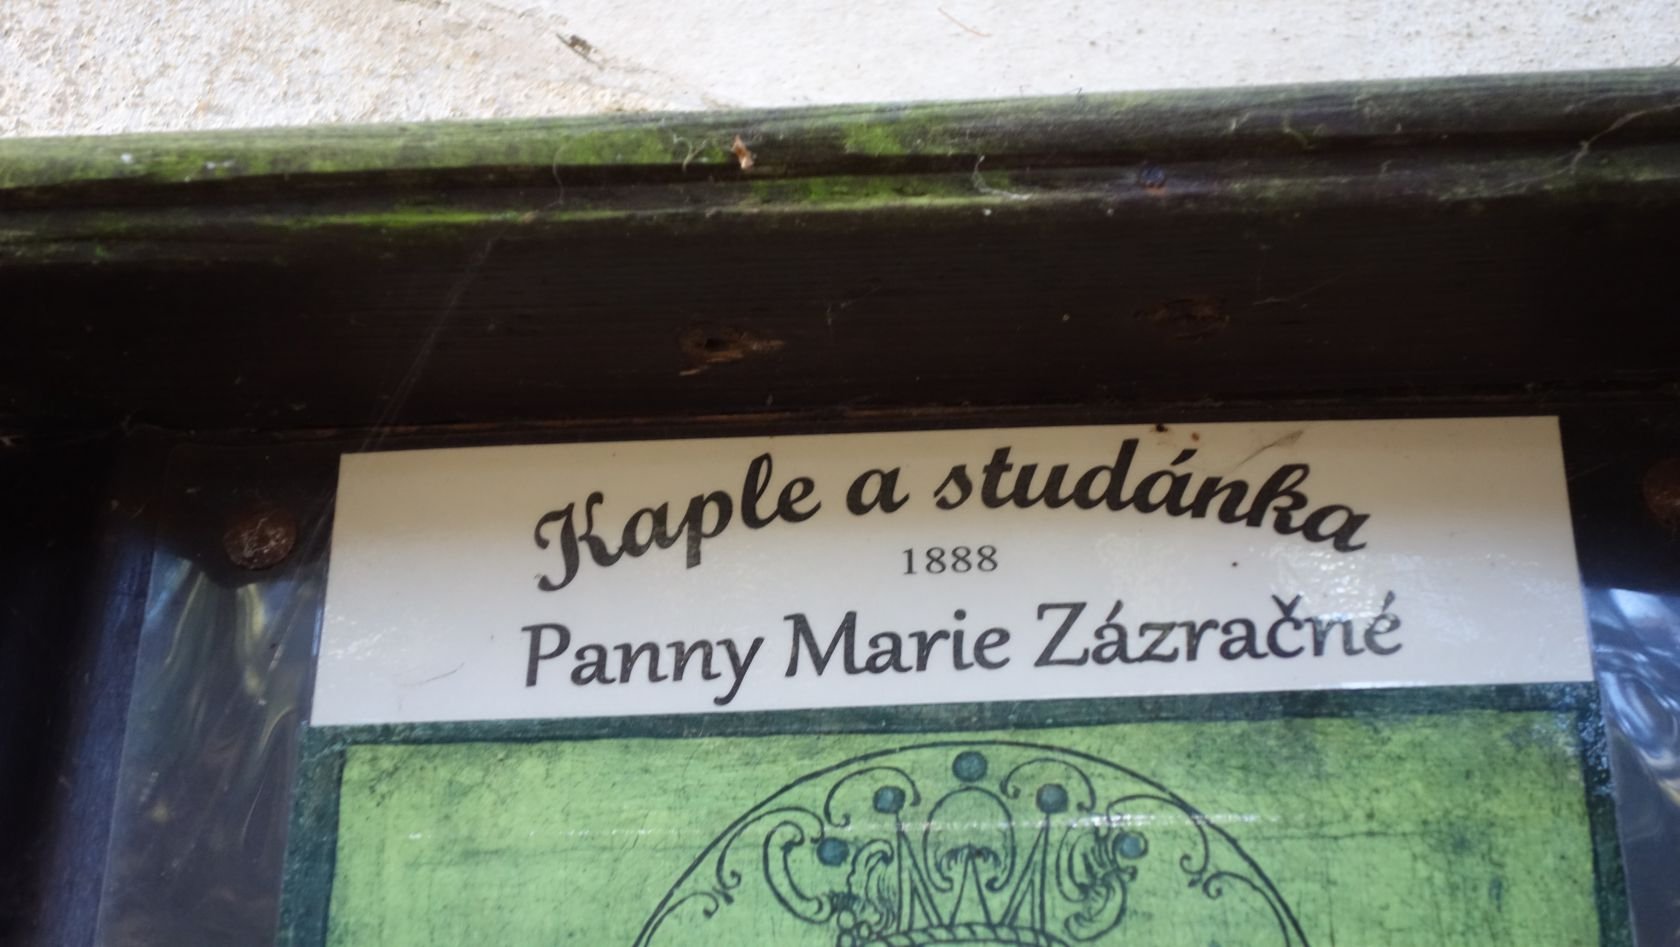 Kaple a studánka
1888
Panny Marie Zázračné